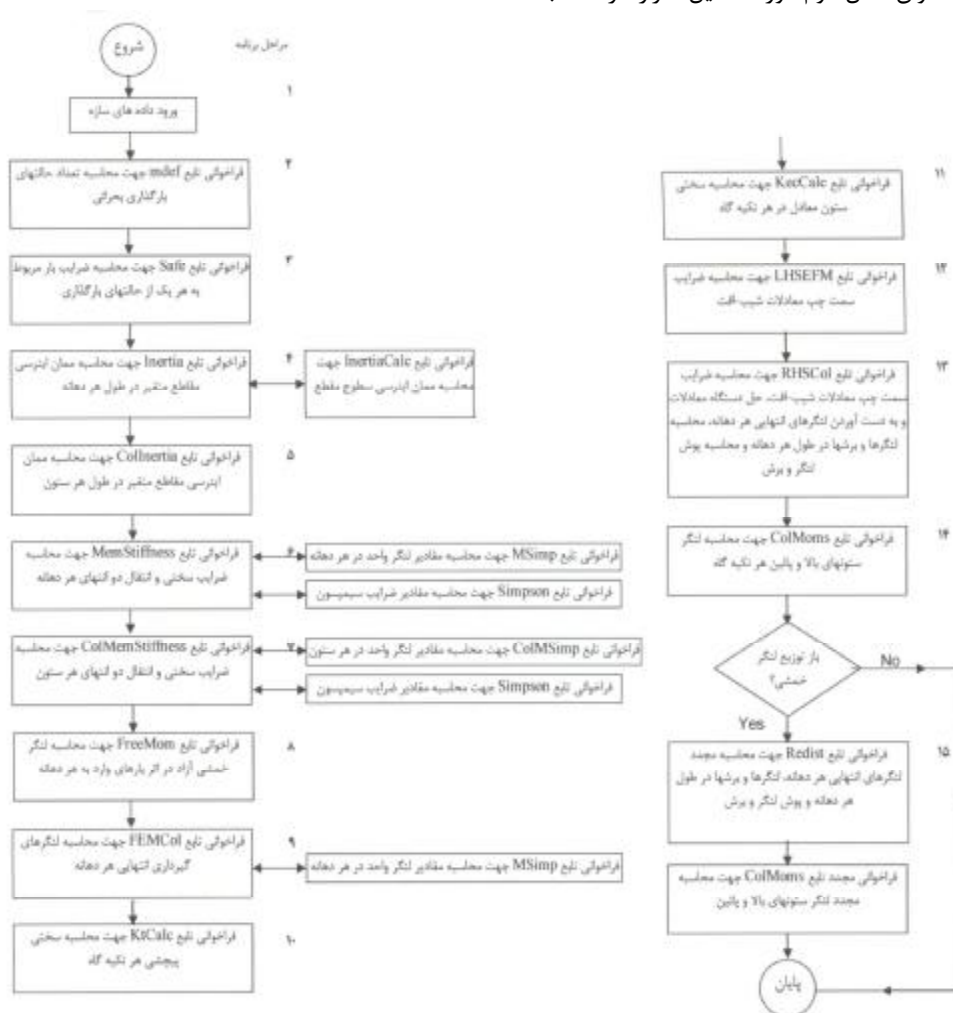 شروع
مراحل برنامه
۱
ورود داده های سازه
۲
فراخوانی تابع mdef جهت محاسبه تعداد حالتهای
بارگذاری بحرانی
۳
فراخوانی تابع Safe جهت محاسبه ضرایب بار مربوط
به هر یک از حالتهای بارگذاری
۴
فراخوانی تابع Inertia جهت محاسبه ممان اینرسی
مقاطع متغیر در طول هر دهانه
فراخوانی تابع InertiaCalc جهت
محاسبه ممان اینرسی سطوح مقطع
۵
فراخوانی تابع ColInertia جهت محاسبه ممان
اینرسی مقاطع متغیر در طول هر ستون
فراخوانی تابع MemStiffness جهت محاسبه
ضرایب سختی و انتقال دو انتهای هر دهانه
۶
فراخوانی تابع MSimp جهت محاسبه مقادیر لنگر واحد در هر دهانه
فراخوانی تابع Simpson جهت محاسبه مقادیر ضرایب سیمپسون
فراخوانی تابع ColMemStiffness جهت محاسبه
ضرایب سختی و انتقال دو انتهای هر ستون
۷
فراخوانی تابع ColMSimp جهت محاسبه مقادیر لنگر واحد در هر ستون
فراخوانی تابع Simpson جهت محاسبه مقادیر ضرایب سیمپسون
۸
فراخوانی تابع FreeMom جهت محاسبه لنگر
خمشی آزاد در اثر بارهای وارد به هر دهانه
۹
فراخوانی تابع FEMCol جهت محاسبه لنگرهای
گیرداری انتهایی هر دهانه
فراخوانی تابع MSimp جهت محاسبه مقادیر لنگر واحد در هر دهانه
۱۰
فراخوانی تابع KtCalc جهت محاسبه سختی
پیچشی هر تکیه گاه
۱۱
فراخوانی تابع KecCalc جهت محاسبه سختی
ستون معادل در هر تکیه گاه
۱۲
فراخوانی تابع LHSEFM جهت محاسبه ضرایب
سمت چپ معادلات شیب-افت
۱۳
فراخوانی تابع RHSCol جهت محاسبه ضرایب
سمت چپ معادلات شیب-افت، حل دستگاه معادلات
و به دست آوردن لنگرهای انتهایی هر دهانه، محاسبه
لنگرها و برشها در طول هر دهانه و محاسبه پوش
لنگر و برش
۱۴
فراخوانی تابع ColMoms جهت محاسبه لنگر
ستونهای بالا و پائین هر تکیه گاه
باز توزیع لنگر
خمشی؟
No
Yes
۱۵
فراخوانی تابع Redist جهت محاسبه مجدد
لنگرهای انتهایی هر دهانه، لنگرها و برشها در طول
هر دهانه و پوش لنگر و برش
فراخوانی مجدد تابع ColMoms جهت محاسبه
مجدد لنگر ستونهای بالا و پائین
پایان